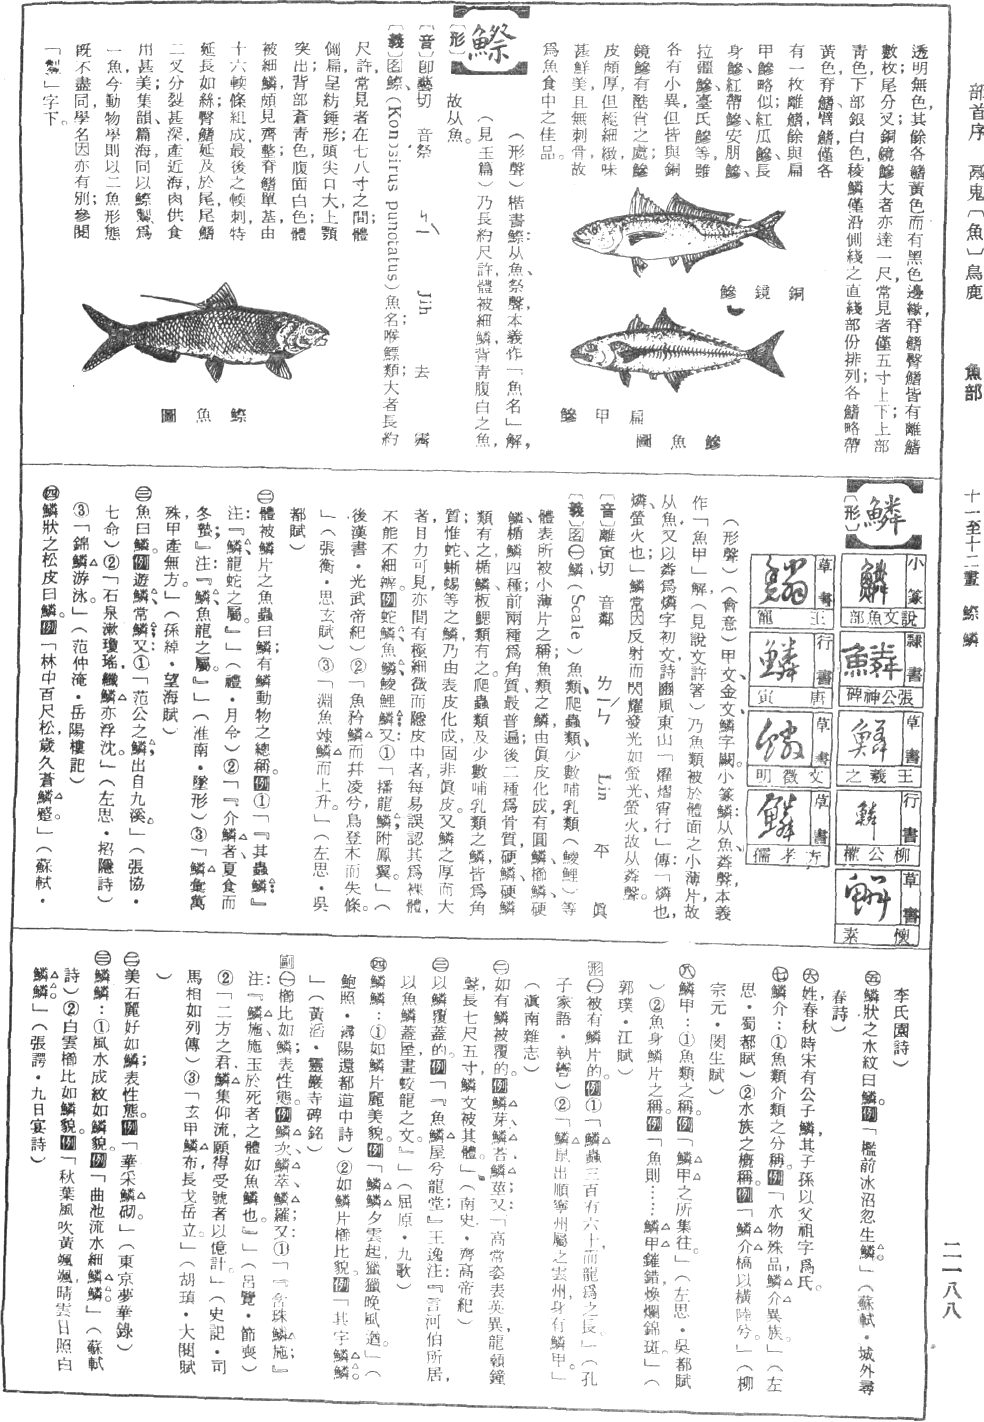 部首序 鬲鬼〔魚〕鳥鹿 魚部 十一至十二畫 鰶 鱗 二一八八
透明無色,其餘各鰭黃色而有黑色邊緣,脊鰭臀鰭皆有離鰭
數枚,尾分叉;銅鏡鰺大者亦達一尺,常見者僅五寸上下,上部
青色,下部銀白色,稜鱗僅沿側綫之直綫部份排列;各鰭略帶
黃色,脊鰭臀鰭僅各
有一枚離鰭,餘與扁
甲鰺略似;紅瓜鰺、長
身鰺、紅帶鰺、安朋鰺、
拉疆鰺、臺氏鰺等,雖
各有小異,但皆與銅
鏡鰺有酷肖之處;鰺
皮頗厚,但極細緻,味
甚鮮美且無刺骨,故
爲魚食中之佳品。
銅鏡鰺
扁甲鰺
鰺魚圖
鰶
〔形〕
(形聲)楷書鰶:从魚、祭聲,本義作「魚名」解,
(見玉篇)乃長約尺許,體被細鱗,背靑腹白之魚,
故从魚。
〔音〕卽藝切 音祭 ㄐㄧˋ Jih 去 霽
〔義〕名鰶(Konosirus punctatus)魚名,喉鰾類;大者長約
尺許,常見者在七八寸之間;體
側扁,呈紡錘形;頭尖口大,上顎
突出;背部蒼青色,腹面白色;體
被細鱗,頗見齊整;脊鰭單基,由
十六軟條組成,最後之軟刺,特
延長如絲;臀鰭延及於尾;尾鰭
二叉,分裂甚深;產近海,肉供食
用甚美;集韻、篇海同以鰶、鮆爲
一魚,今動物學則以二魚形態
旣不盡同,學名因亦有別;參閱
「鮆」字下。
鰶魚圖
鱗
〔形〕
小篆 說文魚部
隸書 張公神碑
草書 王羲之
行書 柳公權
草書 懷素
草書 王寵
行書 唐寅
草書 文徵明
草書 方孝儒
(形聲)(會意)甲文、金文鱗字闕。小篆鱗:从魚、粦聲,本義
作「魚甲」解,(見說文許箸)乃魚類被於體面之小薄片,故
从魚。又以粦爲燐字初文,詩豳風東山「熠燿宵行」傳:「燐也,
燐,螢火也」鱗常因反射而閃耀發光如螢光、螢火,故从粦聲。
〔音〕離寅切 音鄰 ㄌㄧㄣˊ Lin 平 眞
〔義〕名㊀鱗(Scale)魚類、爬蟲類、少數哺乳類(鯪鯉)等
體表所被小薄片之稱;魚類之鱗,由眞皮化成,有圓鱗、櫛鱗、硬
鱗、楯鱗四種,前兩種爲角質,最普遍,後二種爲骨質,硬鱗,硬鱗
類有之,楯鱗,板鰓類有之。爬蟲類及少數哺乳類之鱗,皆爲角
質,惟蛇、蜥蜴等之鱗,乃由表皮化成,固非眞皮。又鱗之厚而大
者,目力可見,亦間有極細微而隱皮中者,每易誤認其爲裸體,
不能不細辨。例蛇鱗、魚鱗、鯪鯉鱗;又①「播龍鱗,附鳳翼。」(
後漢書・光武帝紀)②「魚矜鱗而幷凌兮,鳥登木而失條。
」(張衡・思玄賦)③「淵魚竦鱗而上升。」(左思・吳
都賦)
㊁體被鱗片之魚蟲曰鱗;有鱗動物之總稱。例①「『其蟲鱗』
注:『鱗,龍蛇之屬。』」(禮・月令)②「『介鱗者,夏食而
冬蟄』注:『鱗,魚龍之屬。』」(淮南・墬形)③「鱗彙萬
殊,甲產無方。」(孫綽・望海賦)
㊂魚曰鱗。例遊鱗、常鱗;又①「范公之鱗,出自九溪。」(張協・
七命)②「石泉漱瓊瑤,纖鱗亦浮沈。」(左思・招隱詩)
③「錦鱗游泳。」(范仲淹・岳陽樓記)
㊃鱗狀之松皮曰鱗。例「林中百尺松,歲久蒼鱗蹙。」(蘇軾・
李氏園詩)
㊄鱗狀之水紋曰鱗。例「檻前冰沼忽生鱗。」(蘇軾・城外尋
春詩)
㊅姓:春秋時宋有公子鱗,其子孫以父祖字爲氏。
㊆鱗介:①魚類、介類之分稱。例「水物殊品,鱗介異族。」(左
思・蜀都賦)②水族之槪稱。例「鱗介槁以橫陸兮。」(柳
宗元・閔生賦)
㊇鱗甲:①魚類之稱。例「鱗甲之所集往。」(左思・吳都賦
)②魚身鱗片之稱。例「魚則……鱗甲錐錯,煥爛錦斑。」(
郭璞・江賦)
形㊀被有鱗片的。例①「鱗蟲三百有六十而龍爲之長。」(孔
子家語・執轡)②「鱗鼠出順寧州屬之雲州,身有鱗甲。」
(滇南雜志)
㊁如有鱗被覆的。例鱗芽、鱗莟、鱗莖;又「高帝姿表英異,龍顙鐘
聲,長七尺五寸,鱗文被其體。」(南史・齊高帝紀)
㊂以鱗覆蓋的。例「『魚鱗屋兮龍堂』王逸注:『言河伯所居,
以魚鱗蓋屋,畫蛟龍之文。』」(屈原・九歌)
㊃鱗鱗:①如鱗片麗美貌。例「鱗鱗夕雲起,獵獵晚風遒。」(
鮑照・潯陽還都道中詩)②如鱗片櫛比貌。例「其字鱗鱗。
」(黃滔・靈巖寺碑銘)
副㊀櫛比如鱗;表性態。例鱗次、鱗萃、鱗羅;又①「『含珠鱗施』
注:『鱗施,施玉於死者之體如魚鱗也。』」(呂覽・節喪)
②「二方之君,鱗集仰流,願得受號者以億計。」(史記・司
馬相如列傳)③「玄甲鱗布,長戈岳立。」(胡頊・大閱賦
)
㊁美石麗好如鱗;表性態。例「華采鱗砌。」(東京夢華錄)
㊂鱗鱗:①風水成紋如鱗貌。例「曲池流水細鱗鱗。」(蘇軾
詩)②白雲櫛比如鱗貌。例「秋葉風吹黃颯颯,晴雲日照白
鱗鱗。」(張諤・九日宴詩)